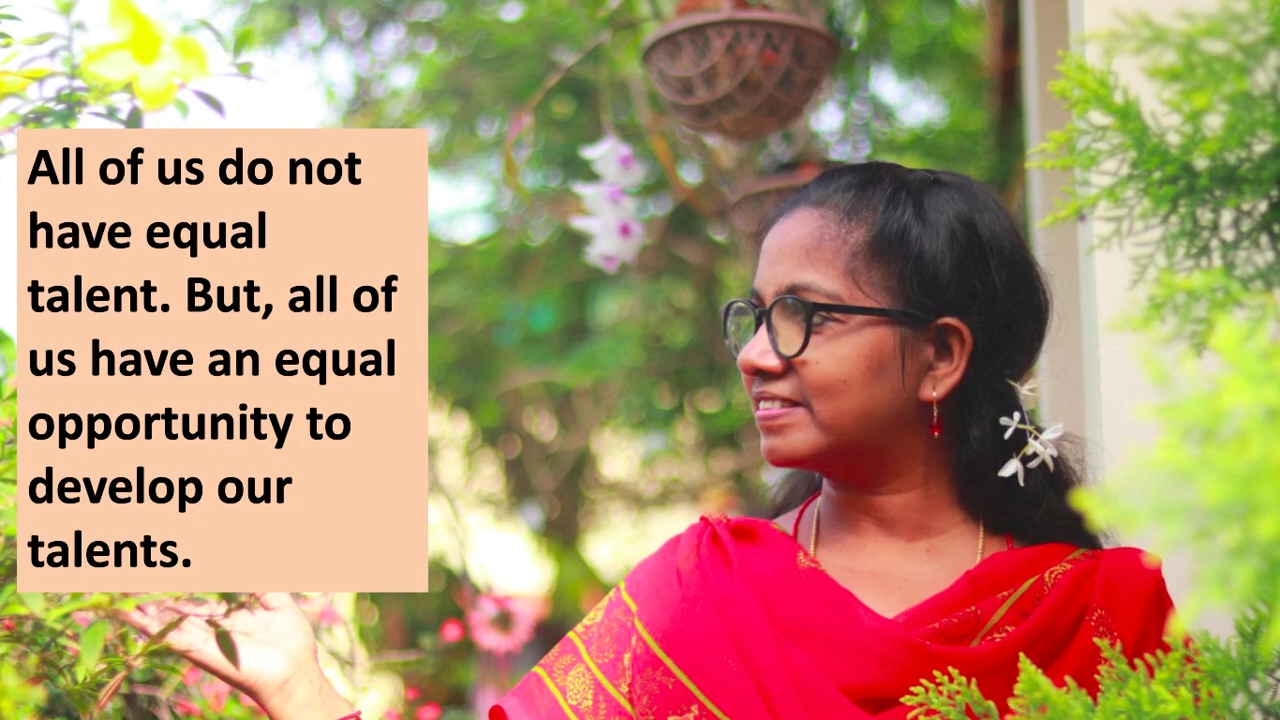 All of us do not
have equal
talent. But, all of
us have an equal
opportunity to
develop our
talents.